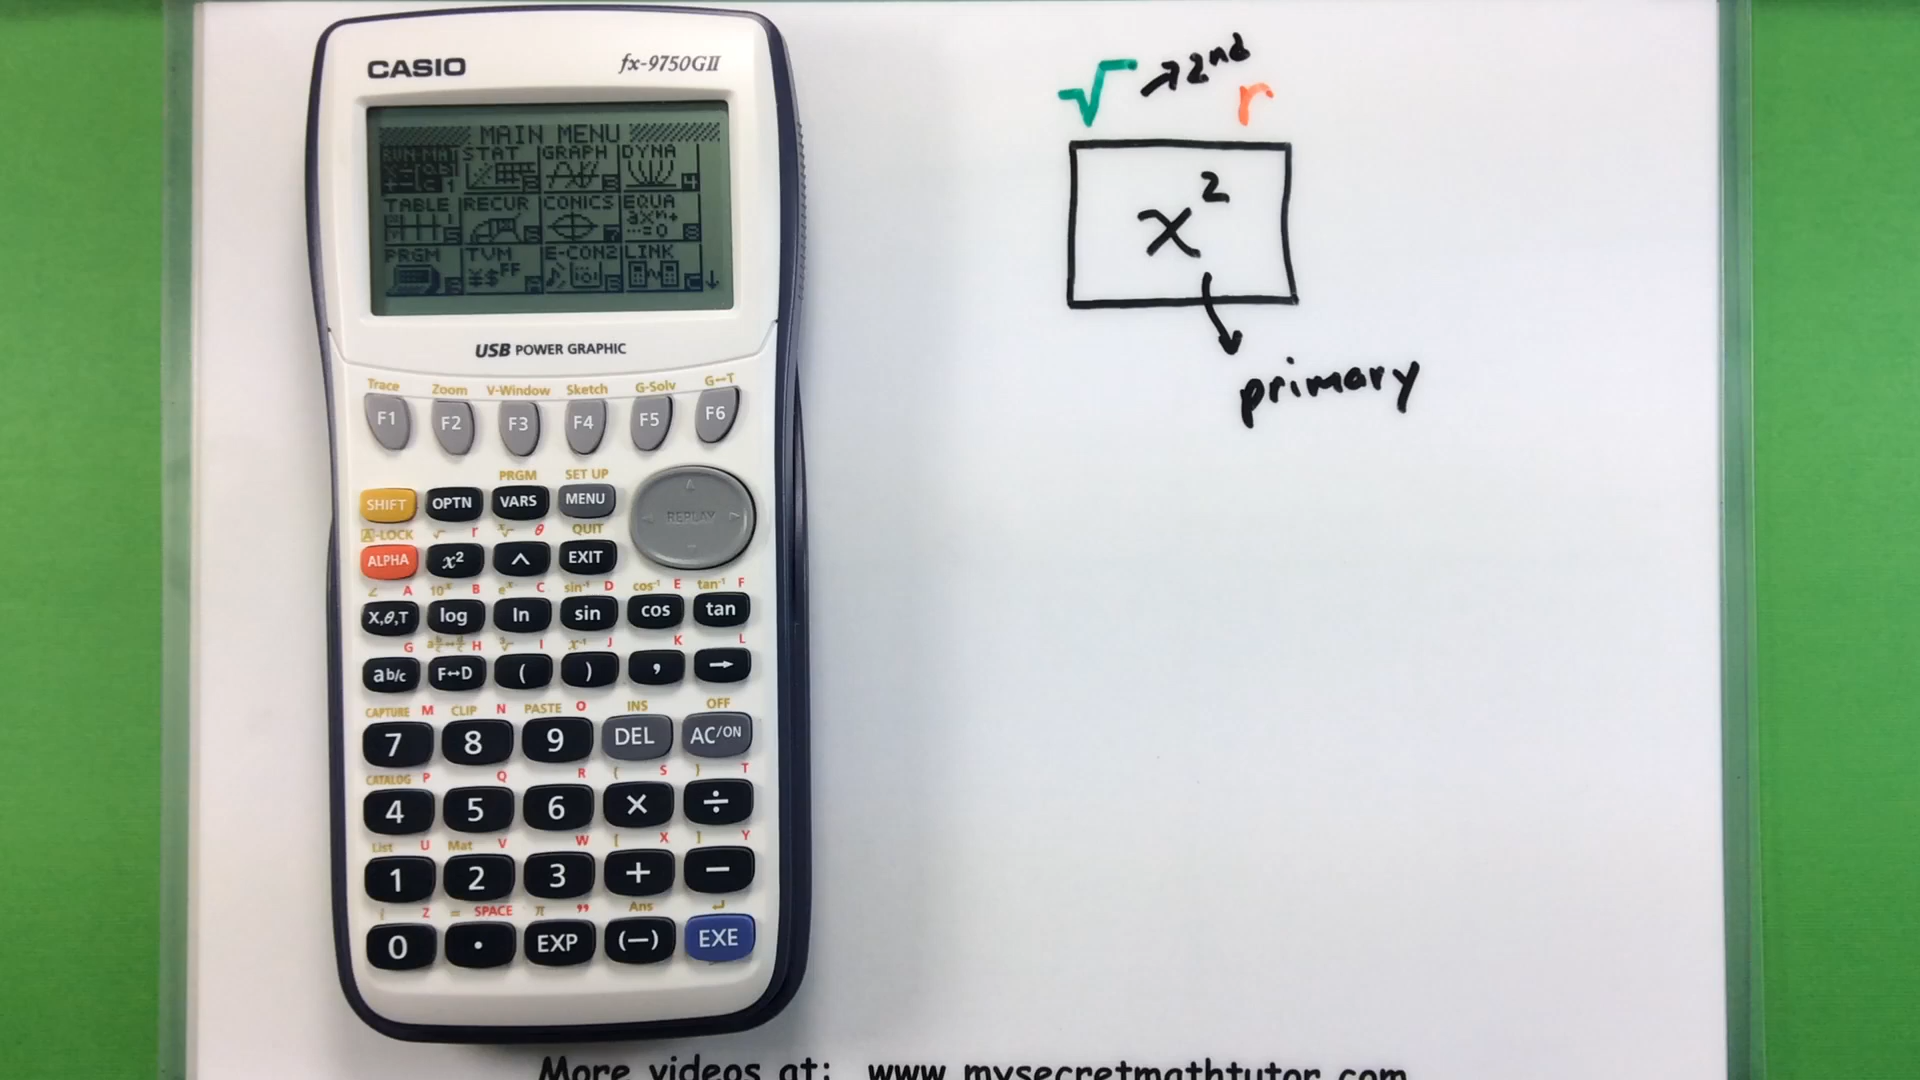 CASIO fx-9750GII
MAIN MENU
RUN-MAT STAT GRAPH DYNA
TABLE RECUR CONICS EQUA
PRGM TVM E-CON2 LINK
USB POWER GRAPHIC
Trace Zoom V-Window Sketch G-Solv G↔T
F1 F2 F3 F4 F5 F6
PRGM SET UP
SHIFT OPTN VARS MENU
REPLAY
A-LOCK √ r ˣ√ θ QUIT
ALPHA x² ^ EXIT
∠ A 10ˣ B eˣ C sin⁻¹ D cos⁻¹ E tan⁻¹ F
X,θ,T log ln sin cos tan
G H ³√ I x⁻¹ J K L
a b/c F↔D ( ) , →
CAPTURE M CLIP N PASTE O INS OFF
7 8 9 DEL AC/ON
CATALOG P Q R { S } T
4 5 6 × ÷
List U Mat V W [ X ] Y
1 2 3 + −
i Z = SPACE π " Ans ↵
0 . EXP (−) EXE
√ → 2nd r
x²
primary
More videos at: www.mysecretmathtutor.com